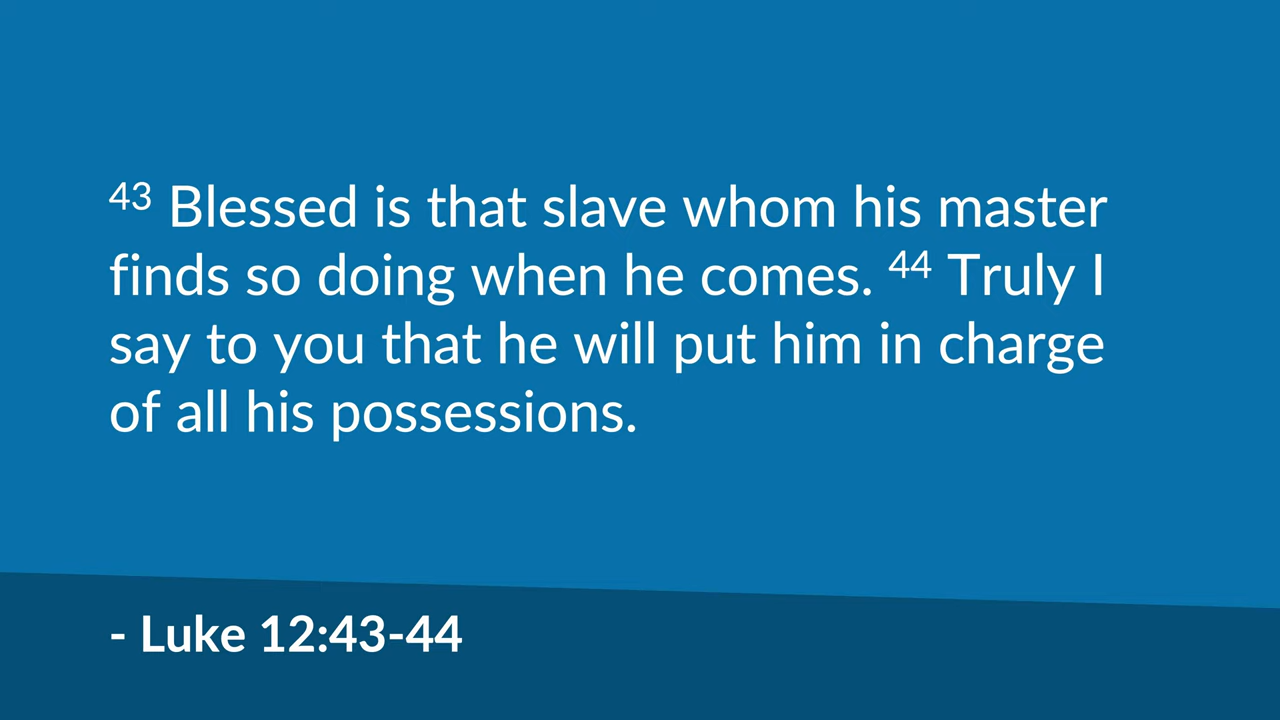 43 Blessed is that slave whom his master
finds so doing when he comes. 44 Truly I
say to you that he will put him in charge
of all his possessions.
- Luke 12:43-44